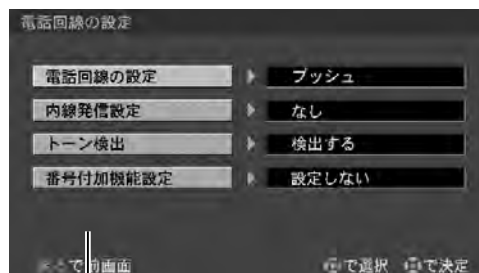 電話回線の設定
電話回線の設定 プッシュ
内線発信設定 なし
トーン検出 検出する
番号付加機能設定 設定しない
で前画面 で選択 で決定